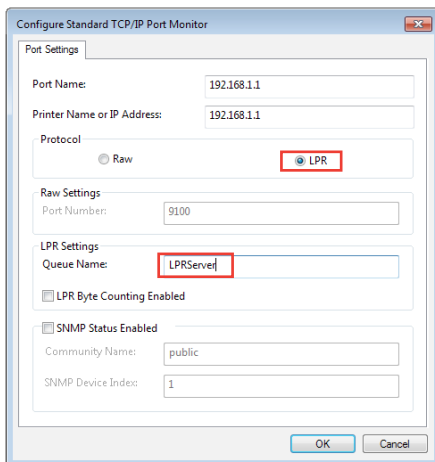 Configure Standard TCP/IP Port Monitor
Port Settings
Port Name: 192.168.1.1
Printer Name or IP Address: 192.168.1.1
Protocol
Raw LPR
Raw Settings
Port Number: 9100
LPR Settings
Queue Name: LPRServer
LPR Byte Counting Enabled
SNMP Status Enabled
Community Name: public
SNMP Device Index: 1
OK Cancel